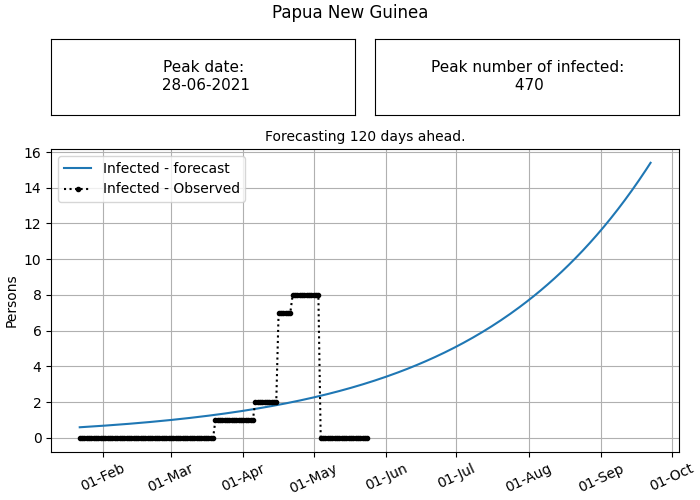 Papua New Guinea
Peak date:
28-06-2021
Peak number of infected:
470
Forecasting 120 days ahead.
Infected - forecast
Infected - Observed
Persons
16
14
12
10
8
6
4
2
0
01-Feb
01-Mar
01-Apr
01-May
01-Jun
01-Jul
01-Aug
01-Sep
01-Oct